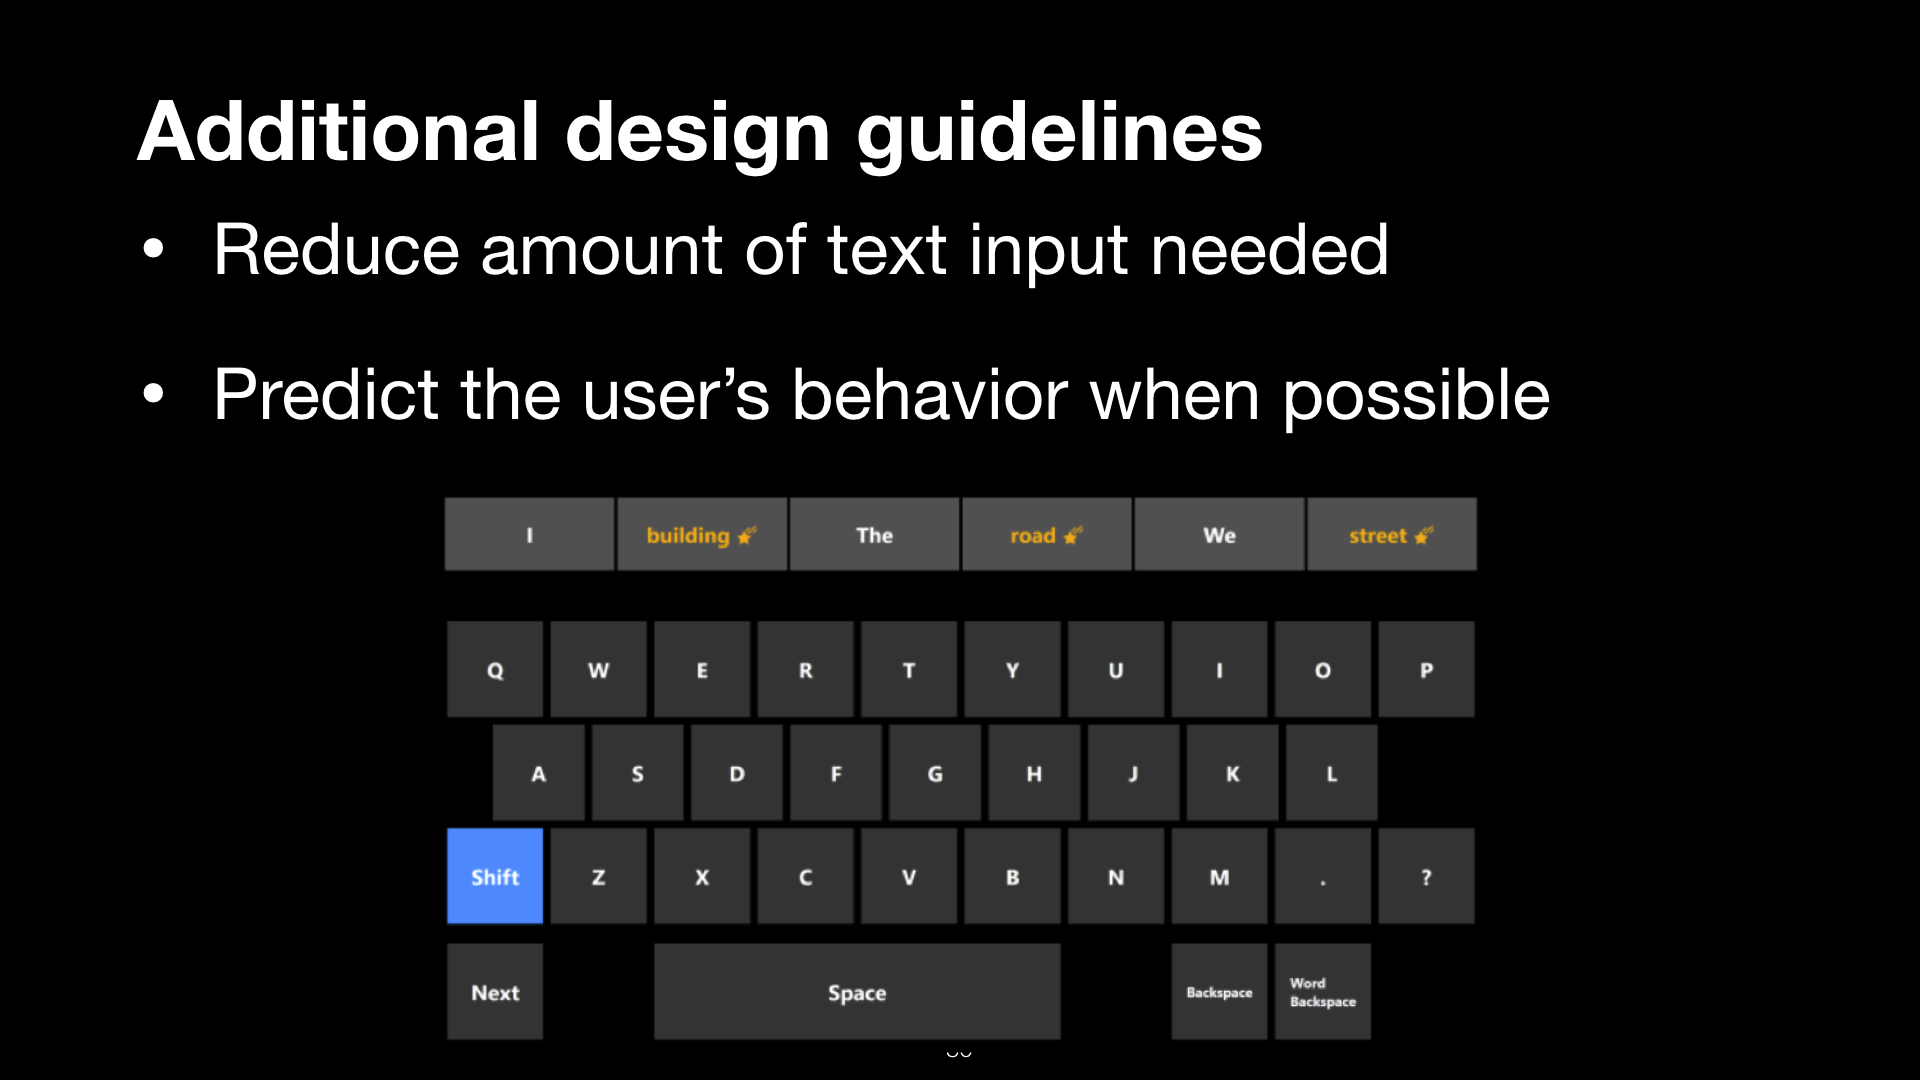 Additional design guidelines
• Reduce amount of text input needed
• Predict the user’s behavior when possible
I building The road We street
Q W E R T Y U I O P
A S D F G H J K L
Shift Z X C V B N M . ?
Next Space Backspace Word Backspace